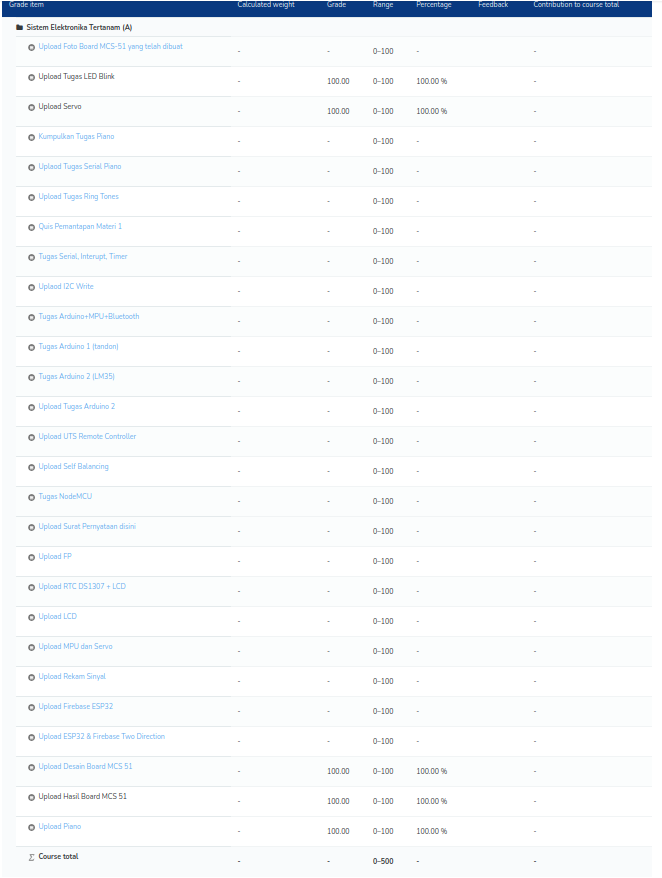 Grade item Calculated weight Grade Range Percentage Feedback Contribution to course total
Sistem Elektronika Tertanam (A)
Upload Foto Board MCS-51 yang telah dibuat - - 0–100 - -
Upload Tugas LED Blink - 100.00 0–100 100.00 % -
Upload Servo - 100.00 0–100 100.00 % -
Kumpulkan Tugas Piano - - 0–100 - -
Uplaod Tugas Serial Piano - - 0–100 - -
Upload Tugas Ring Tones - - 0–100 - -
Quis Pemantapan Materi 1 - - 0–100 - -
Tugas Serial, Interupt, Timer - - 0–100 - -
Uplaod I2C Write - - 0–100 - -
Tugas Arduino+MPU+Bluetooth - - 0–100 - -
Tugas Arduino 1 (tandon) - - 0–100 - -
Tugas Arduino 2 (LM35) - - 0–100 - -
Upload Tugas Arduino 2 - - 0–100 - -
Upload UTS Remote Controller - - 0–100 - -
Upload Self Balancing - - 0–100 - -
Tugas NodeMCU - - 0–100 - -
Upload Surat Pernyataan disini - - 0–100 - -
Upload FP - - 0–100 - -
Upload RTC DS1307 + LCD - - 0–100 - -
Upload LCD - - 0–100 - -
Upload MPU dan Servo - - 0–100 - -
Upload Rekam Sinyal - - 0–100 - -
Upload Firebase ESP32 - - 0–100 - -
Upload ESP32 & Firebase Two Direction - - 0–100 - -
Upload Desain Board MCS 51 - 100.00 0–100 100.00 % -
Upload Hasil Board MCS 51 - 100.00 0–100 100.00 % -
Upload Piano - 100.00 0–100 100.00 % -
Σ Course total - - 0–500 - -